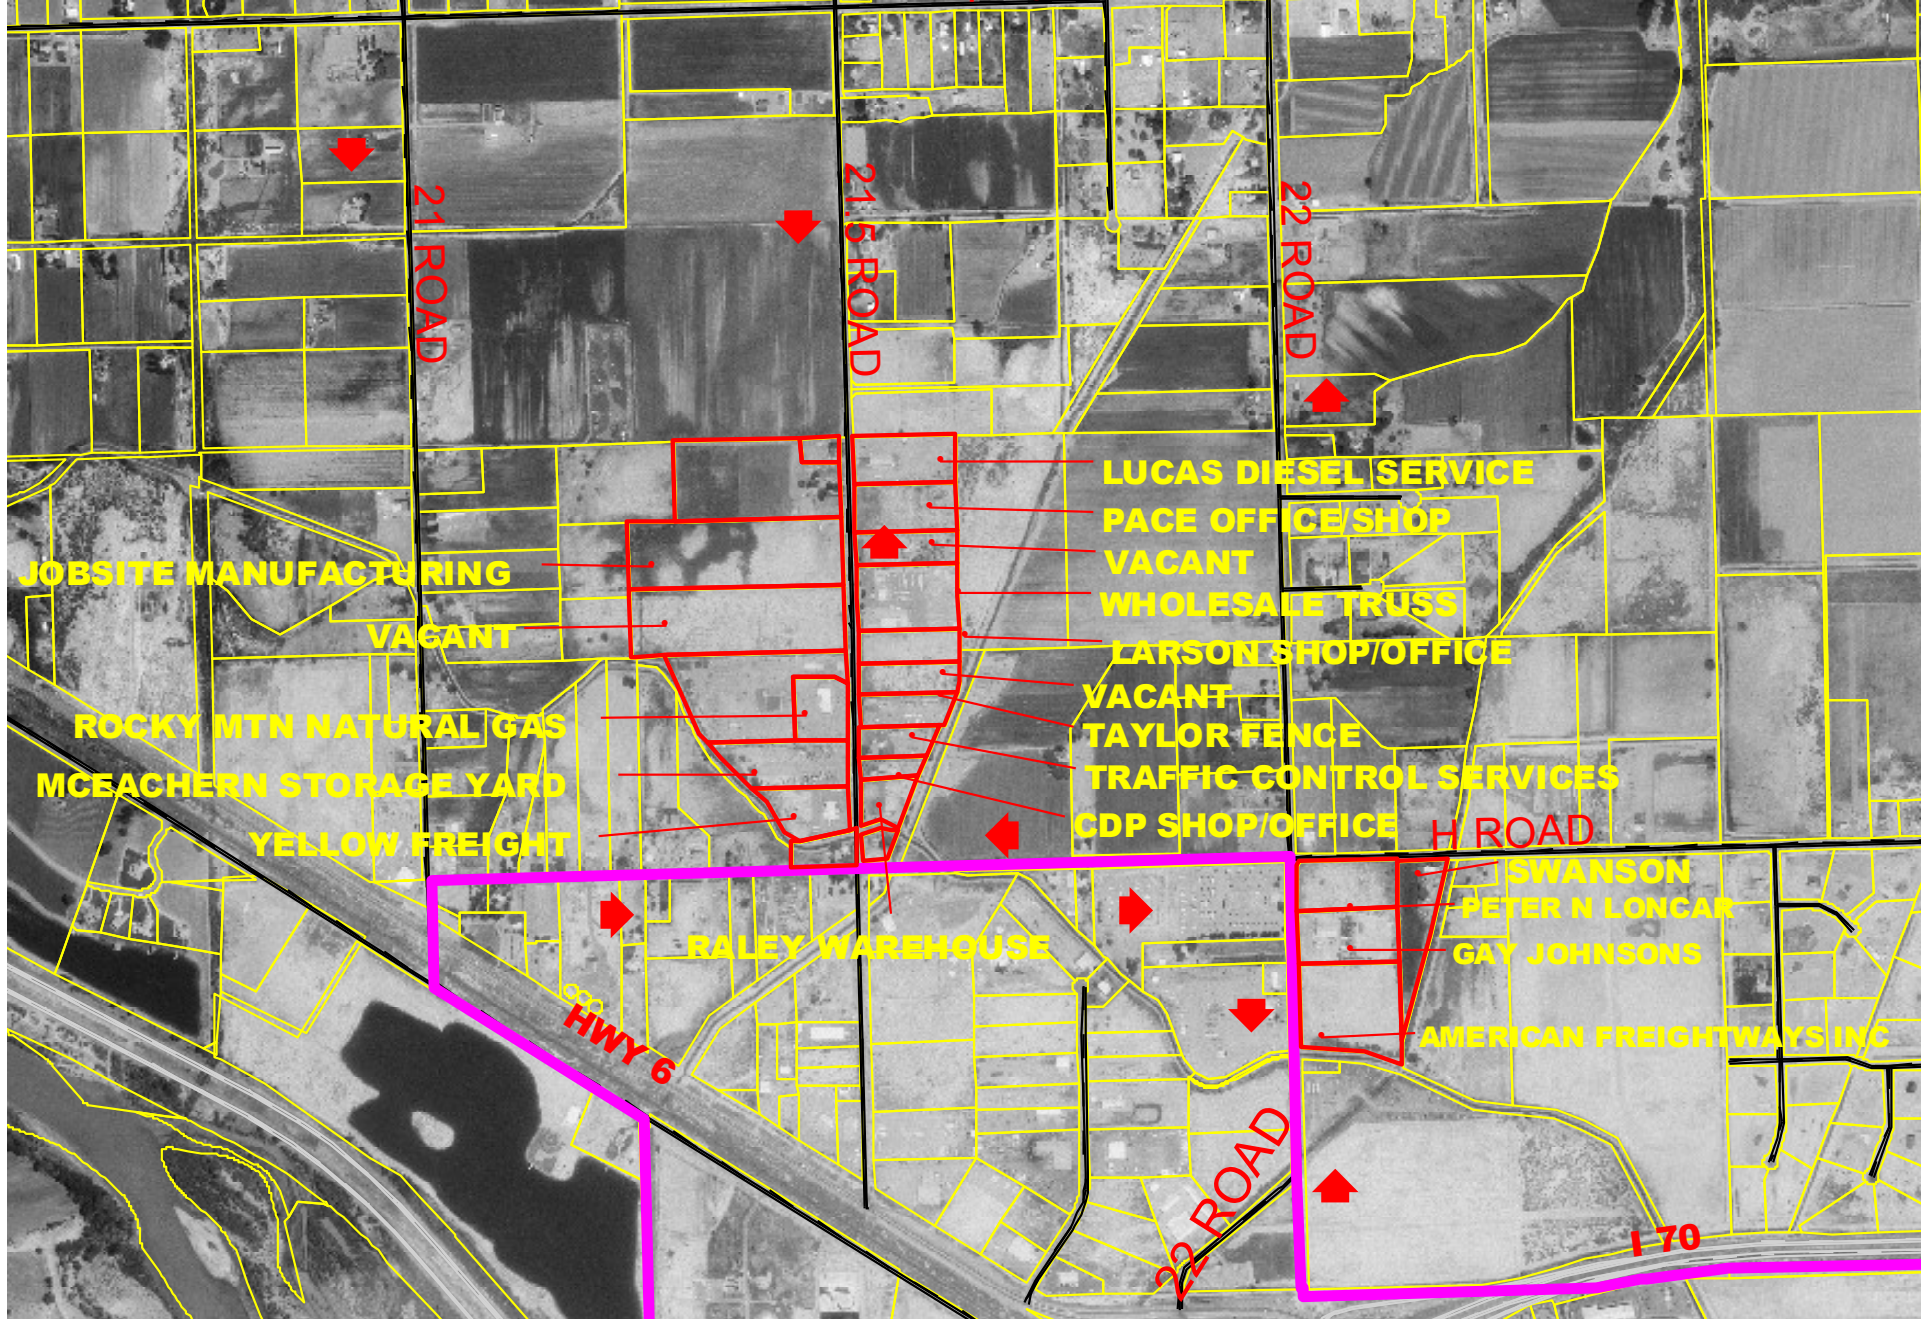 21 ROAD
21.5 ROAD
22 ROAD
LUCAS DIESEL SERVICE
PACE OFFICE/SHOP
VACANT
JOBSITE MANUFACTURING
WHOLESALE TRUSS
VACANT
LARSON SHOP/OFFICE
VACANT
ROCKY MTN NATURAL GAS
TAYLOR FENCE
MCEACHERN STORAGE YARD
TRAFFIC CONTROL SERVICES
YELLOW FREIGHT
CDP SHOP/OFFICE
H ROAD
SWANSON
PETER N LONCAR
RALEY WAREHOUSE
GAY JOHNSONS
HWY 6
AMERICAN FREIGHTWAYS INC
22 ROAD
I 70